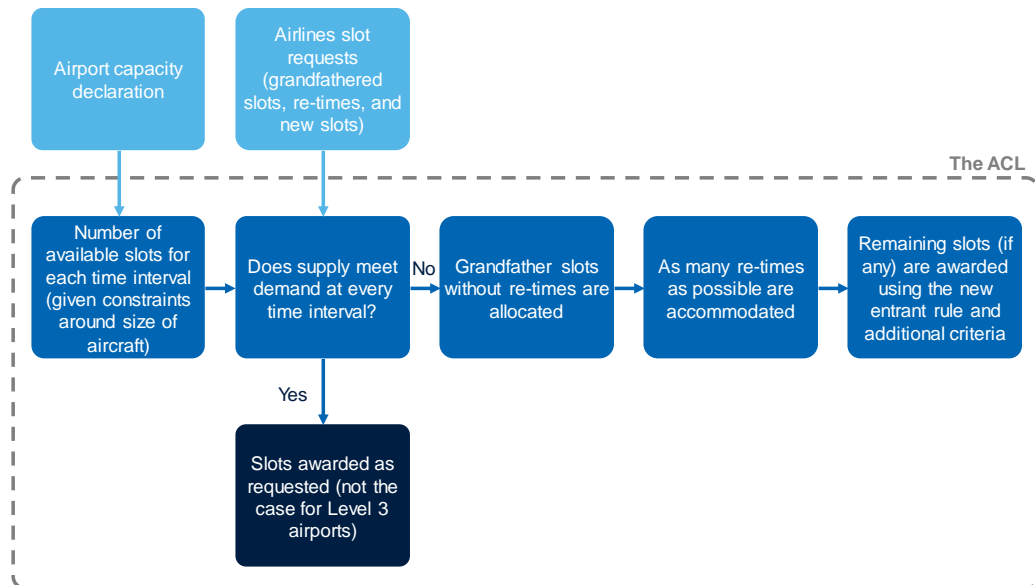 Airport capacity
declaration
Airlines slot
requests
(grandfathered
slots, re-times, and
new slots)
The ACL
Number of
available slots for
each time interval
(given constraints
around size of
aircraft)
Does supply meet
demand at every
time interval?
No
Grandfather slots
without re-times are
allocated
As many re-times
as possible are
accommodated
Remaining slots (if
any) are awarded
using the new
entrant rule and
additional criteria
Yes
Slots awarded as
requested (not the
case for Level 3
airports)